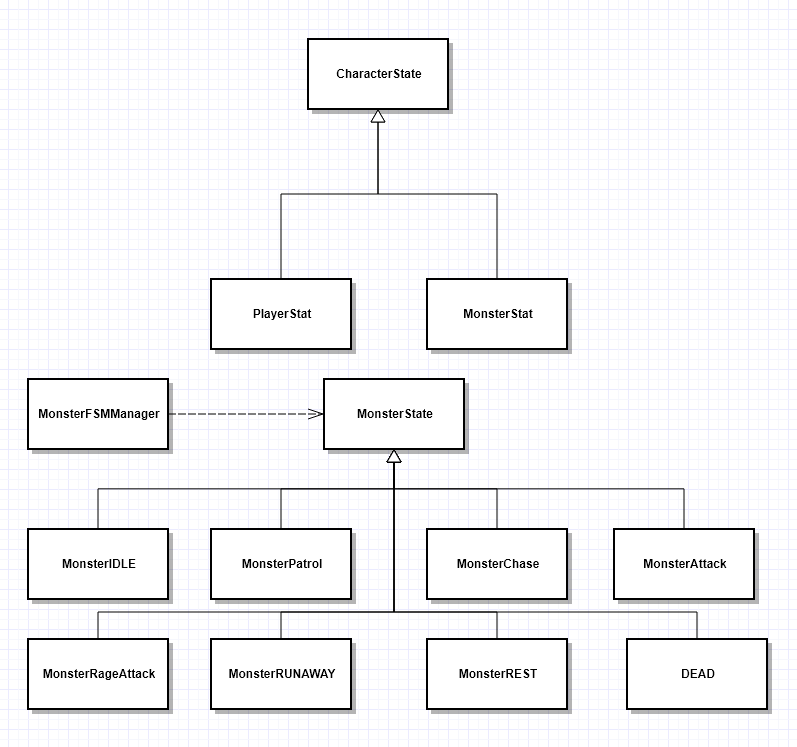 CharacterState
PlayerStat
MonsterStat
MonsterFSMManager
MonsterState
MonsterIDLE
MonsterPatrol
MonsterChase
MonsterAttack
MonsterRageAttack
MonsterRUNAWAY
MonsterREST
DEAD